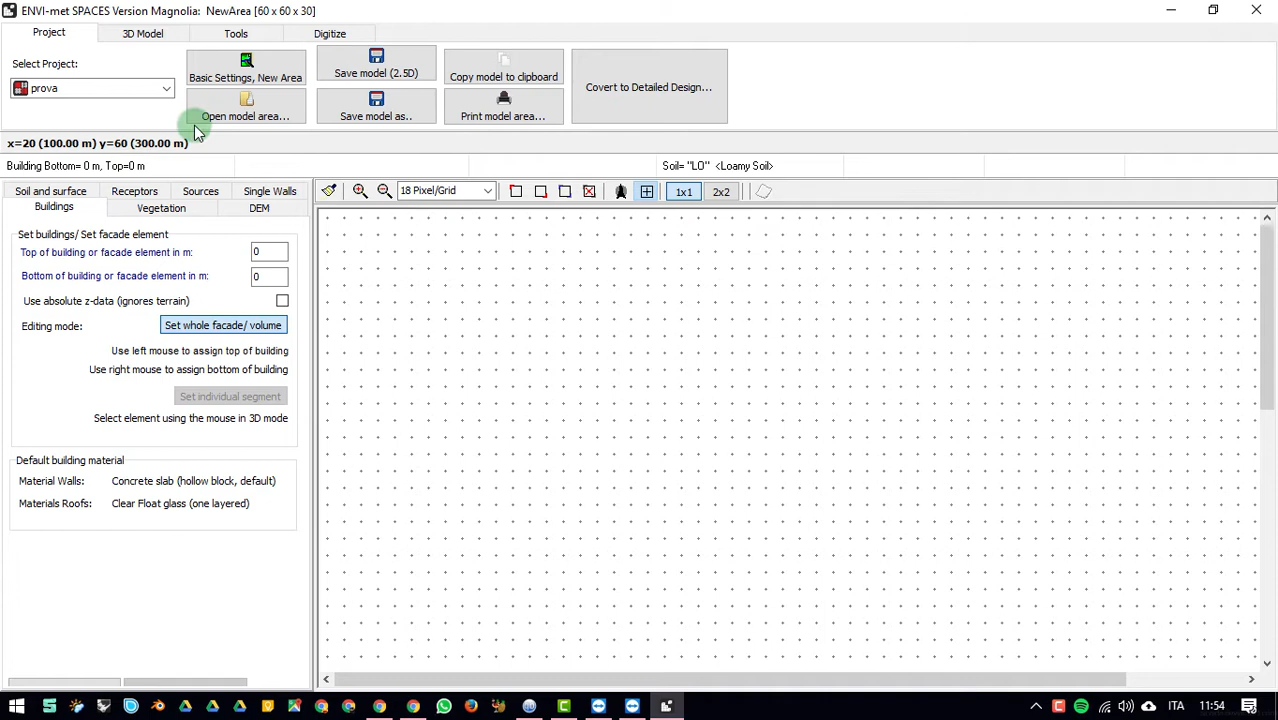 ENVI-met SPACES Version Magnolia: NewArea [60 x 60 x 30]
Project
3D Model
Tools
Digitize
Select Project:
prova
Basic Settings, New Area
Open model area...
Save model (2.5D)
Save model as..
Copy model to clipboard
Print model area...
Covert to Detailed Design...
x=20 (100.00 m) y=60 (300.00 m)
Building Bottom= 0 m, Top=0 m
Soil= "LO" <Loamy Soil>
Soil and surface
Receptors
Sources
Single Walls
Buildings
Vegetation
DEM
18 Pixel/Grid
1x1
2x2
Set buildings/ Set facade element
Top of building or facade element in m:
0
Bottom of building or facade element in m:
0
Use absolute z-data (ignores terrain)
Editing mode:
Set whole facade/ volume
Use left mouse to assign top of building
Use right mouse to assign bottom of building
Set individual segment
Select element using the mouse in 3D mode
Default building material
Material Walls:
Concrete slab (hollow block, default)
Materials Roofs:
Clear Float glass (one layered)
ITA
11:54